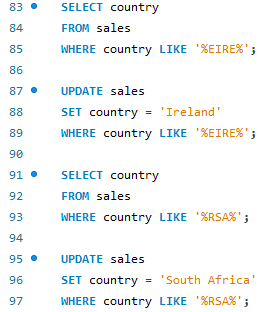 83 SELECT country
84 FROM sales
85 WHERE country LIKE '%EIRE%';
86
87 UPDATE sales
88 SET country = 'Ireland'
89 WHERE country LIKE '%EIRE%';
90
91 SELECT country
92 FROM sales
93 WHERE country LIKE '%RSA%';
94
95 UPDATE sales
96 SET country = 'South Africa'
97 WHERE country LIKE '%RSA%';